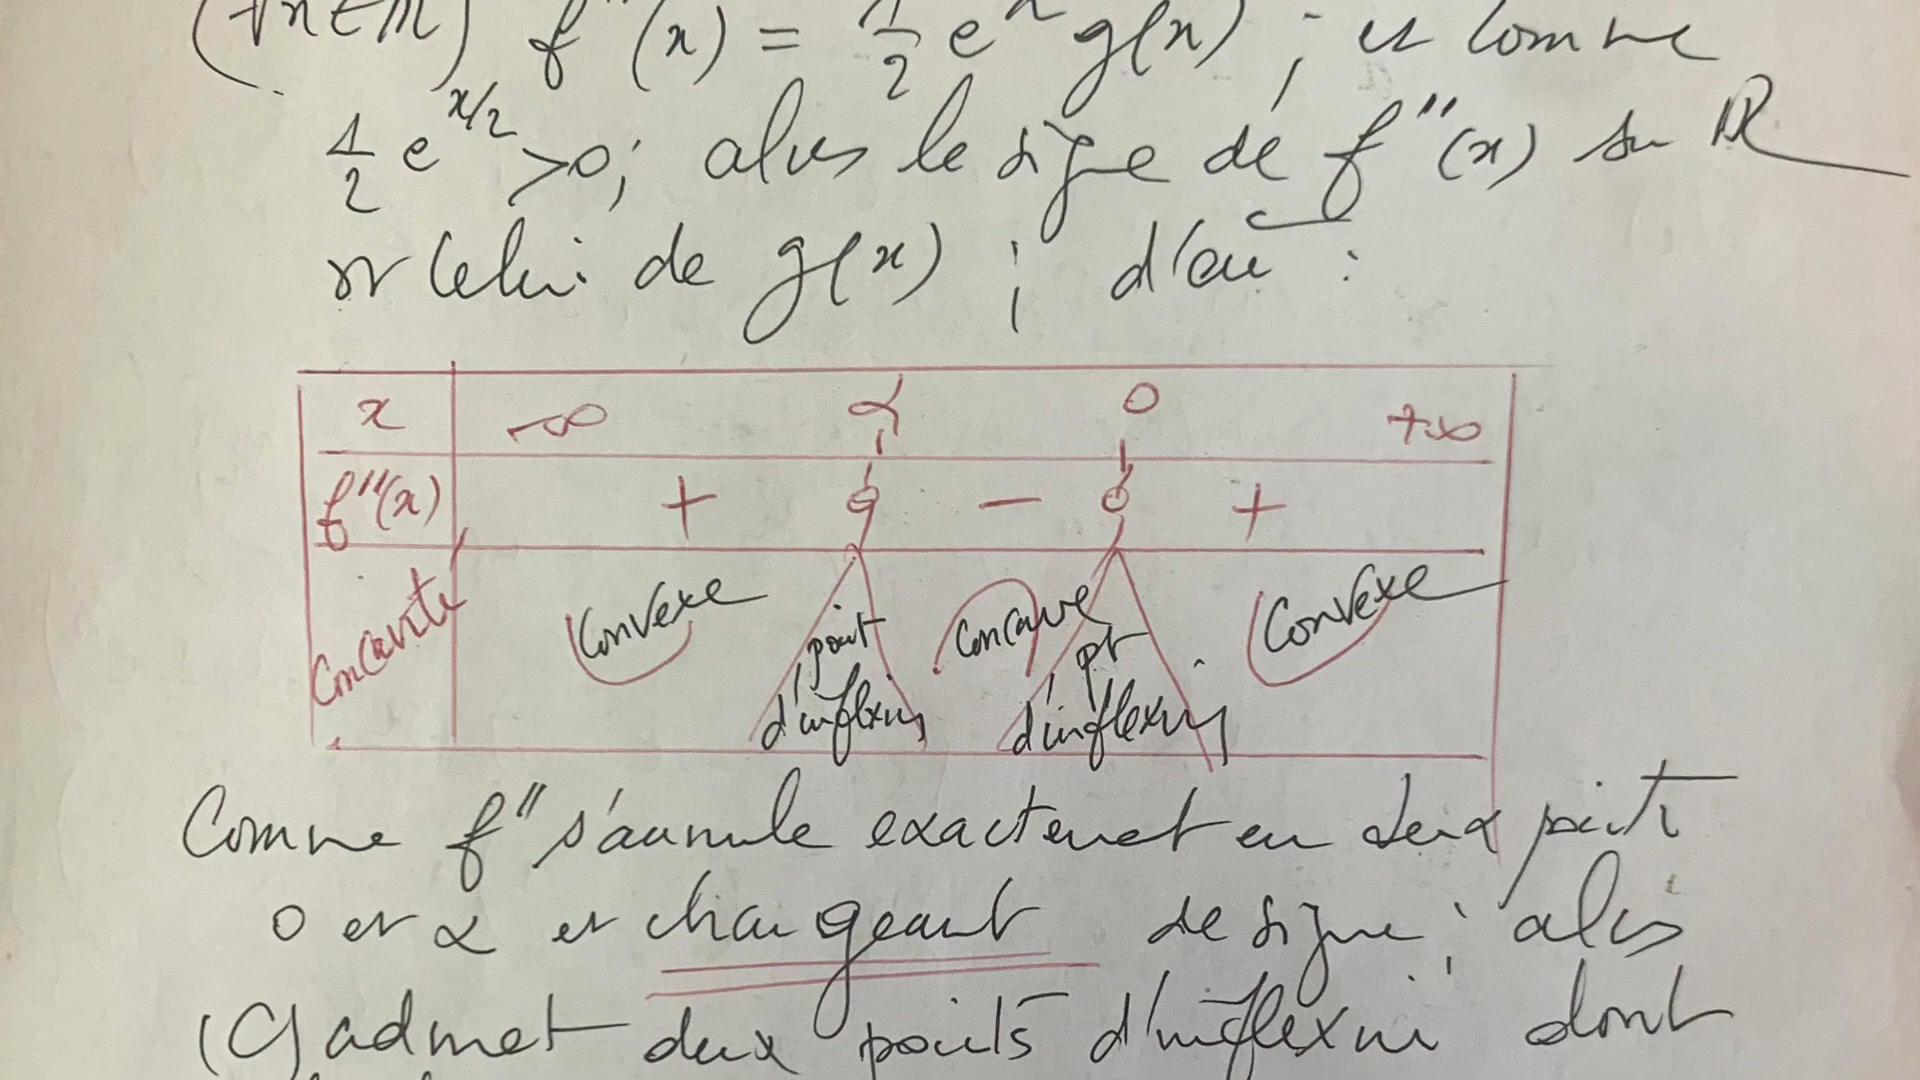 (∀x∈ℝ) f''(x) = 1/2 e^x g(x) ; et comme
1/2 e^x/2 >0; alors le signe de f''(x) sur ℝ
est celui de g(x) ; d'où :
x -∞ α 0 +∞
f''(x) + 0 - 0 +
Concavité Convexe point d'inflexion Concave pt d'inflexion Convexe
Comme f'' s'annule exactement en deux points
0 et α et changeant de signe ; alors
(C) admet deux points d'inflexion dont